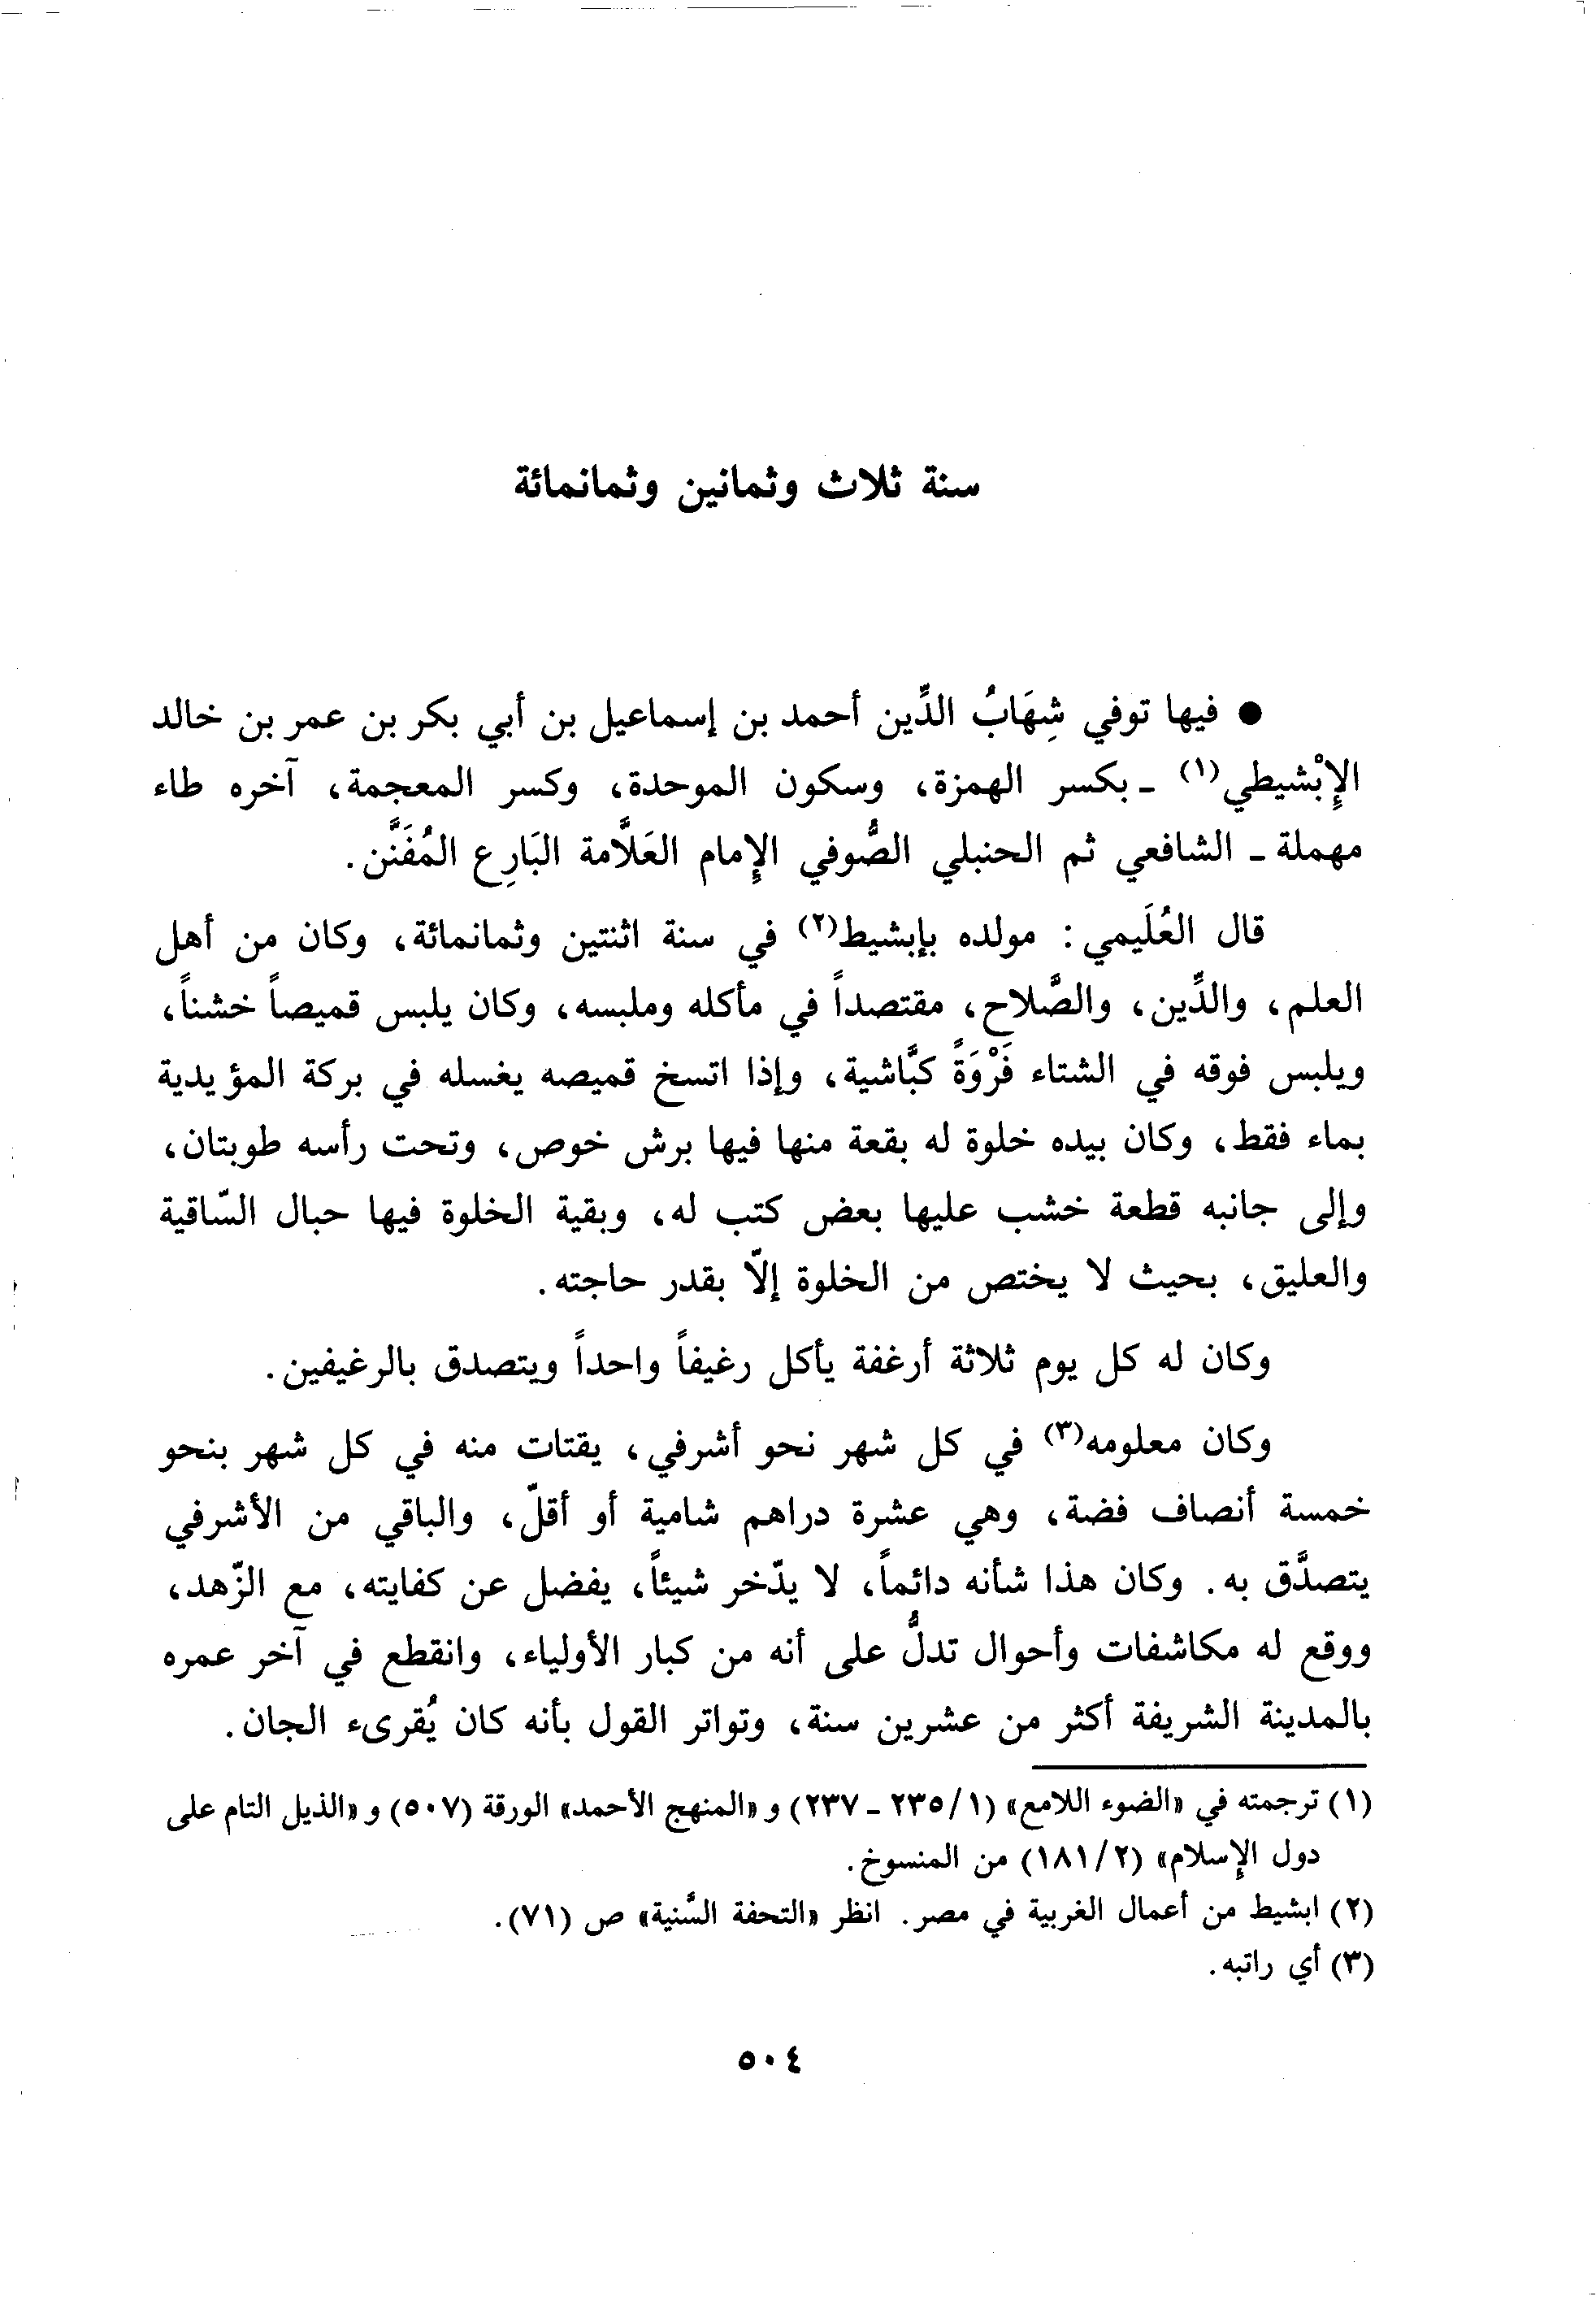 سنة ثلاث وثمانين وثمانمائة
● فيها توفي شِهَابُ الدِّين أحمد بن إسماعيل بن أبي بكر بن عمر بن خالد
الإِبْشيطي(١) ـ بكسر الهمزة، وسكون الموحدة، وكسر المعجمة، آخره طاء
مهملة ـ الشافعي ثم الحنبلي الصُّوفي الإِمام العَلَّامة البَارِع المُفَنَّن.
قال العُلَيمي: مولده بإبشيط(٢) في سنة اثنتين وثمانمائة، وكان من أهل
العلم، والدِّين، والصَّلاح، مقتصداً في مأكله وملبسه، وكان يلبس قميصاً خشناً،
ويلبس فوقه في الشتاء فَرْوَةً كبَّاشية، وإذا اتسخ قميصه يغسله في بركة المؤيدية
بماء فقط، وكان بيده خلوة له بقعة منها فيها برش خوص، وتحت رأسه طوبتان،
وإلى جانبه قطعة خشب عليها بعض كتب له، وبقية الخلوة فيها حبال السّاقية
والعليق، بحيث لا يختص من الخلوة إلّا بقدر حاجته.
وكان له كل يوم ثلاثة أرغفة يأكل رغيفاً واحداً ويتصدق بالرغيفين.
وكان معلومه(٣) في كل شهر نحو أشرفي، يقتات منه في كل شهر بنحو
خمسة أنصاف فضة، وهي عشرة دراهم شامية أو أقلّ، والباقي من الأشرفي
يتصدَّق به. وكان هذا شأنه دائماً، لا يدّخر شيئاً، يفضل عن كفايته، مع الزّهد،
ووقع له مكاشفات وأحوال تدلُّ على أنه من كبار الأولياء، وانقطع في آخر عمره
بالمدينة الشريفة أكثر من عشرين سنة، وتواتر القول بأنه كان يُقرىء الجان.
(١) ترجمته في «الضوء اللامع» (١/ ٢٣٥ ـ ٢٣٧) و «المنهج الأحمد» الورقة (٥٠٧) و «الذيل التام على
دول الإسلام» (٢/ ١٨١) من المنسوخ.
(٢) ابشيط من أعمال الغربية في مصر. انظر «التحفة السَّنية» ص (٧١).
(٣) أي راتبه.
٥٠٤